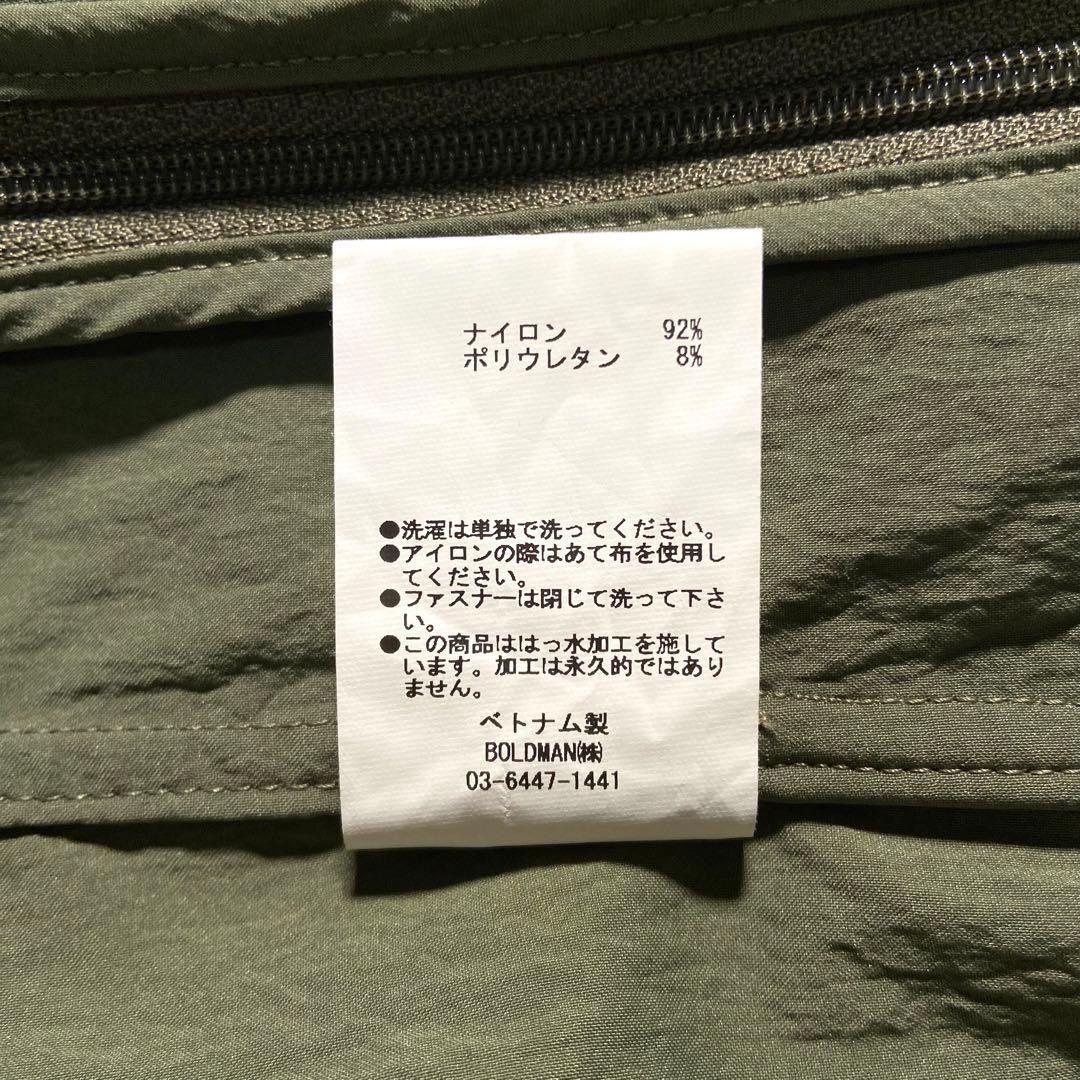 ナイロン 92%
ポリウレタン 8%
●洗濯は単独で洗ってください。
●アイロンの際はあて布を使用し
てください。
●ファスナーは閉じて洗って下さ
い。
●この商品ははっ水加工を施して
います。加工は永久的ではあり
ません。
ベトナム製
BOLDMAN㈱
03-6447-1441